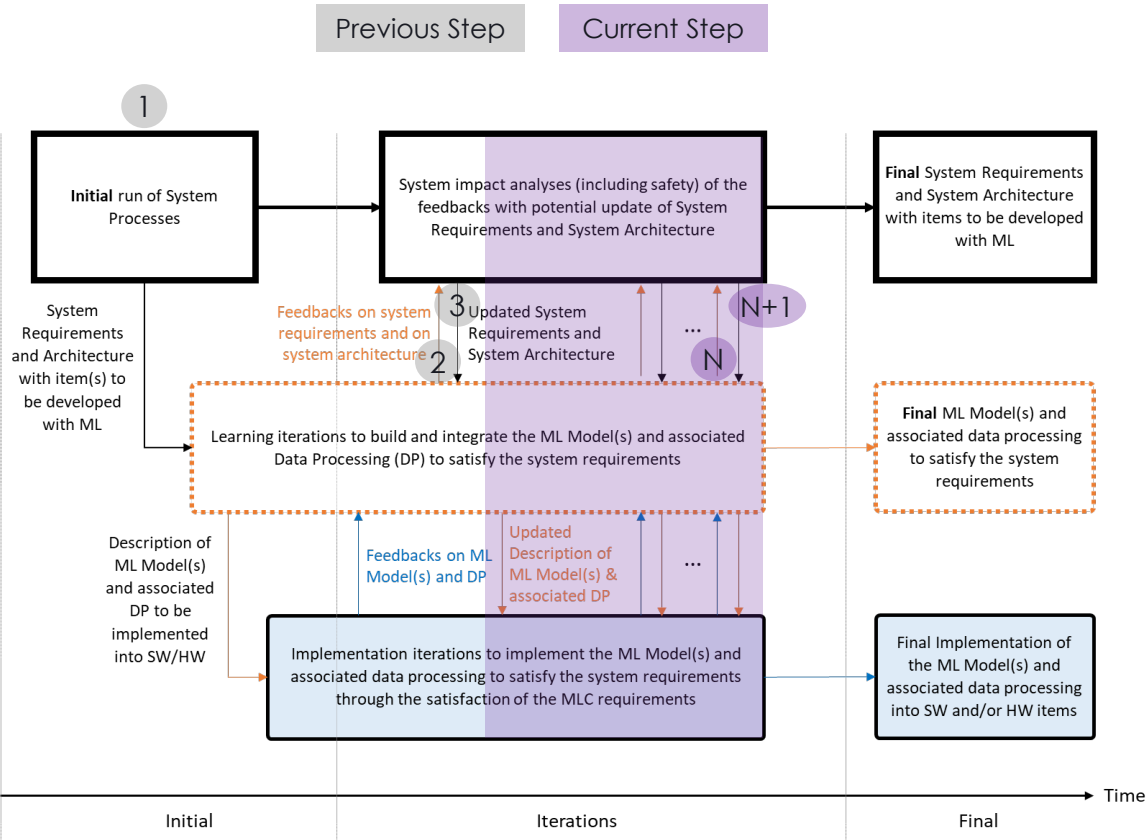 Previous Step
Current Step
1
Initial run of System
Processes
System impact analyses (including safety) of the
feedbacks with potential update of System
Requirements and System Architecture
Final System Requirements
and System Architecture
with items to be developed
with ML
System
Requirements
and Architecture
with item(s) to
be developed
with ML
Feedbacks on system
requirements and on
system architecture
2
3
Updated System
Requirements and
System Architecture
...
N
N+1
Learning iterations to build and integrate the ML Model(s) and associated
Data Processing (DP) to satisfy the system requirements
Final ML Model(s) and
associated data processing
to satisfy the system
requirements
Description of
ML Model(s)
and associated
DP to be
implemented
into SW/HW
Feedbacks on ML
Model(s) and DP
Updated
Description of
ML Model(s) &
associated DP
...
Implementation iterations to implement the ML Model(s) and
associated data processing to satisfy the system requirements
through the satisfaction of the MLC requirements
Final Implementation of
the ML Model(s) and
associated data processing
into SW and/or HW items
Time
Initial
Iterations
Final